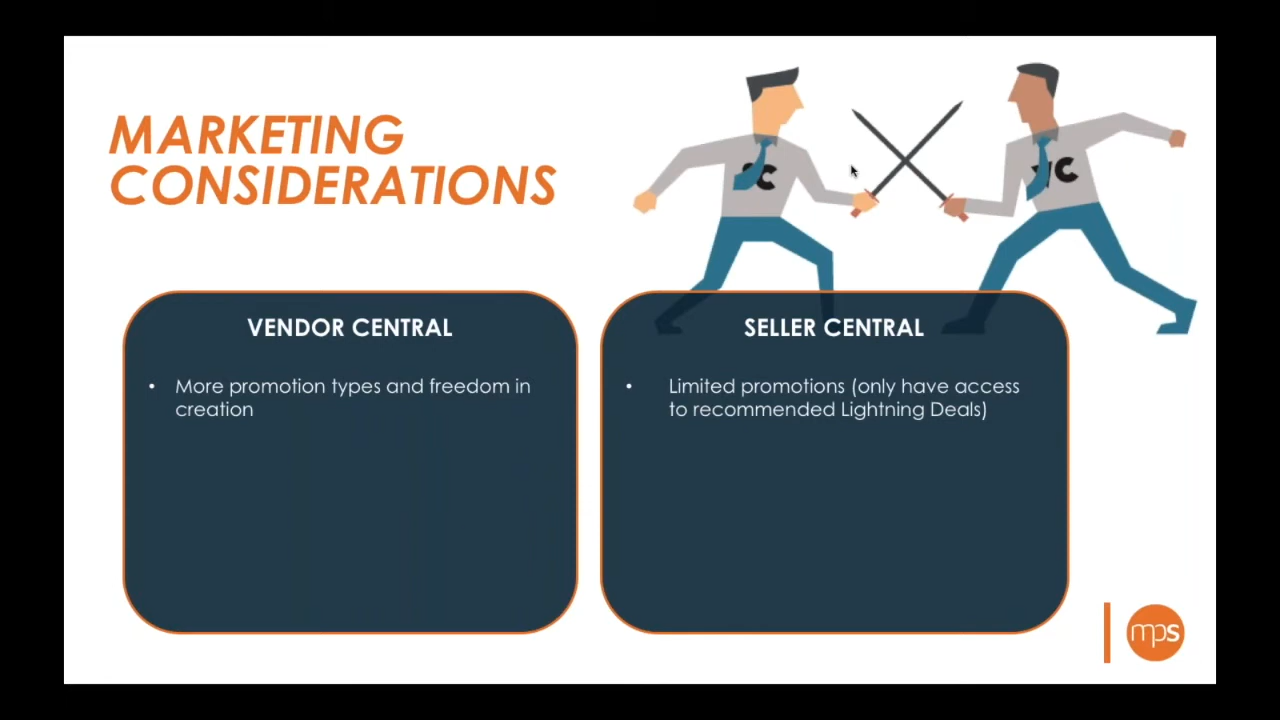 MARKETING
CONSIDERATIONS
C
VC
VENDOR CENTRAL
SELLER CENTRAL
• More promotion types and freedom in
creation
• Limited promotions (only have access
to recommended Lightning Deals)
mps